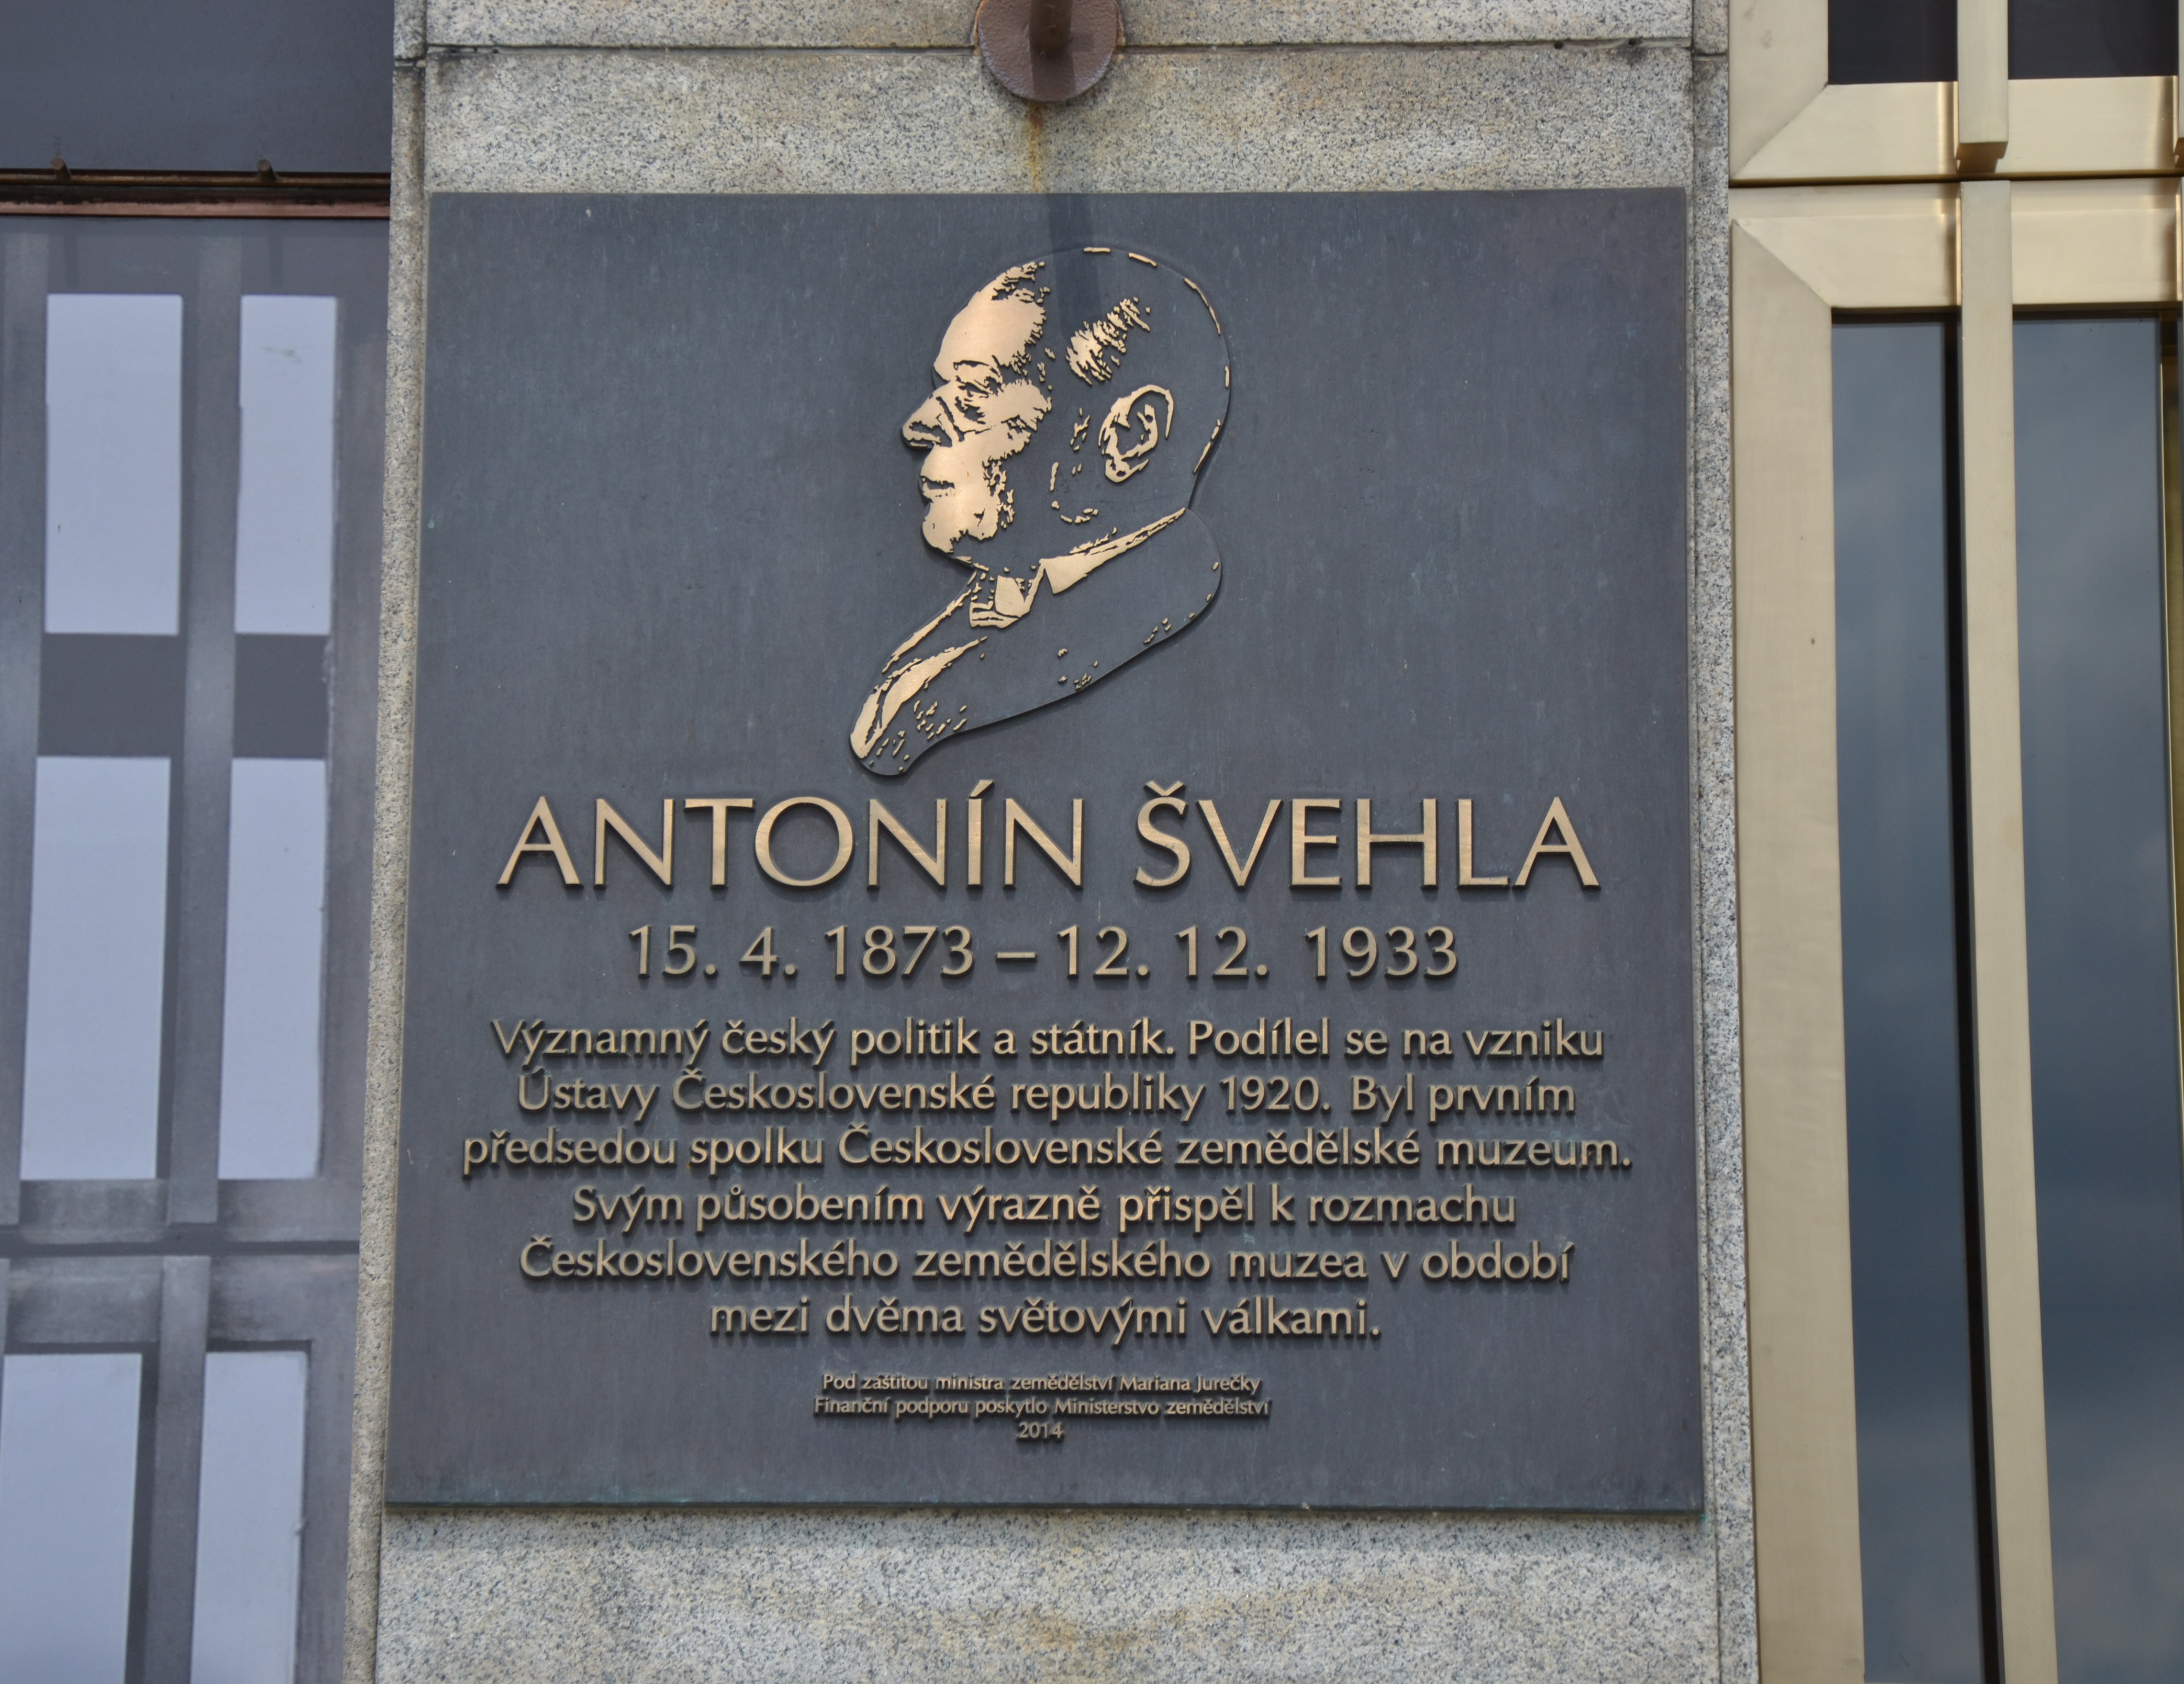 ANTONÍN ŠVEHLA
15. 4. 1873 – 12. 12. 1933
Významný český politik a státník. Podílel se na vzniku
Ústavy Československé republiky 1920. Byl prvním
předsedou spolku Československé zemědělské muzeum.
Svým působením výrazně přispěl k rozmachu
Československého zemědělského muzea v období
mezi dvěma světovými válkami.
Pod záštitou ministra zemědělství Mariana Jurečky
Finanční podporu poskytlo Ministerstvo zemědělství
2014